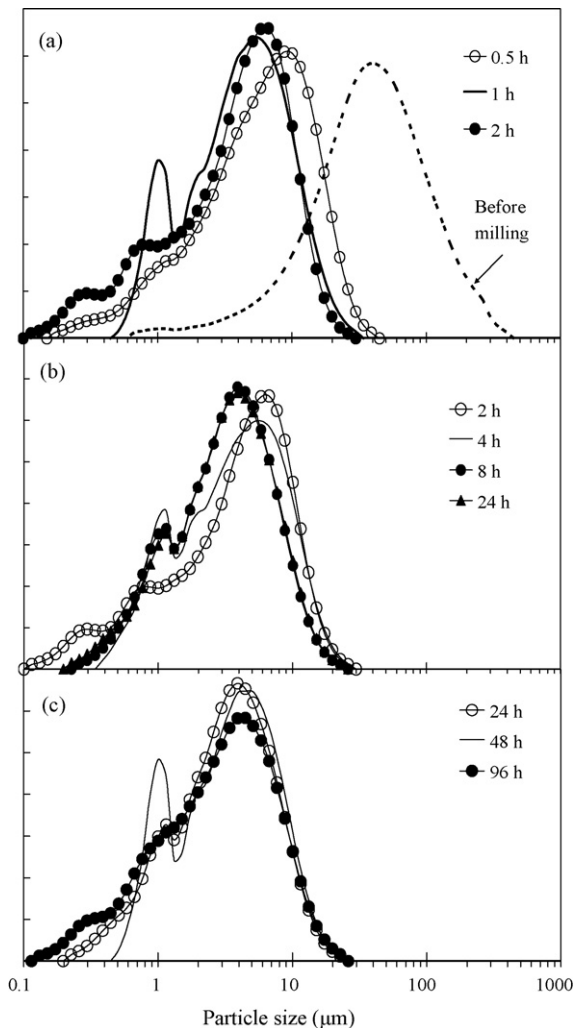 (a)
0.5 h
1 h
2 h
Before
milling
(b)
2 h
4 h
8 h
24 h
(c)
24 h
48 h
96 h
0.1 1 10 100 1000
Particle size (μm)